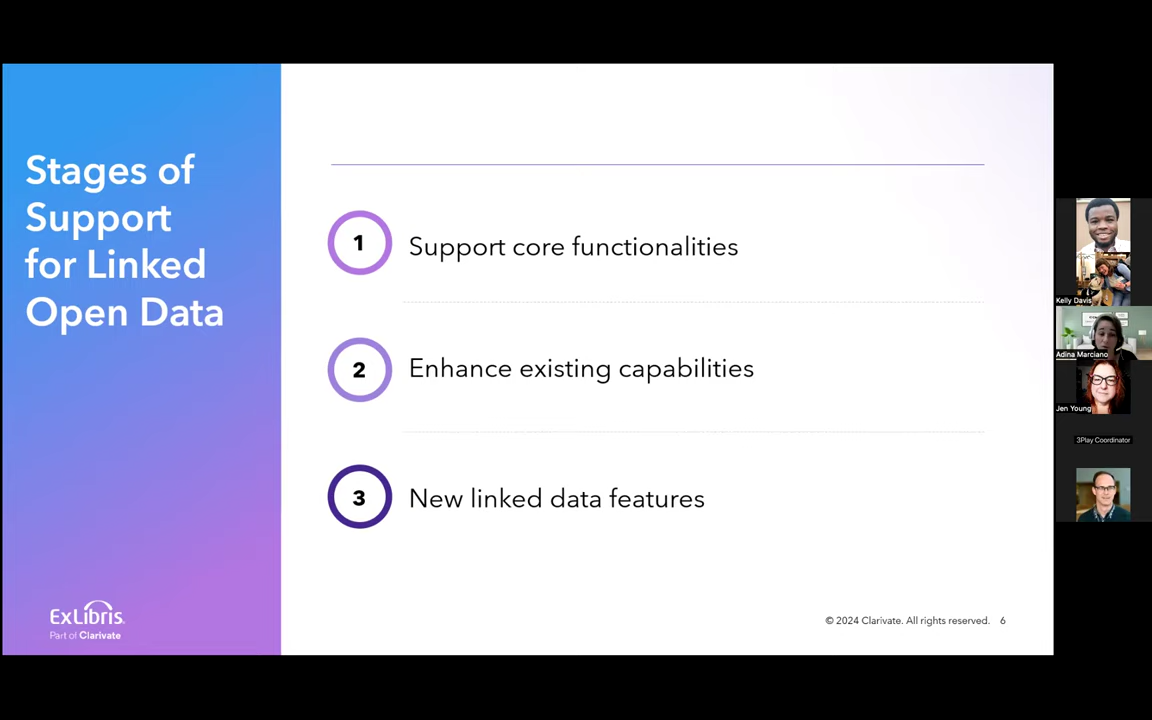 Stages of
Support
for Linked
Open Data
1
Support core functionalities
2
Enhance existing capabilities
3
New linked data features
ExLibris
Part of Clarivate
© 2024 Clarivate. All rights reserved. 6
Kelly Davis
Adina Marciano
Jen Young
3Play Coordinator